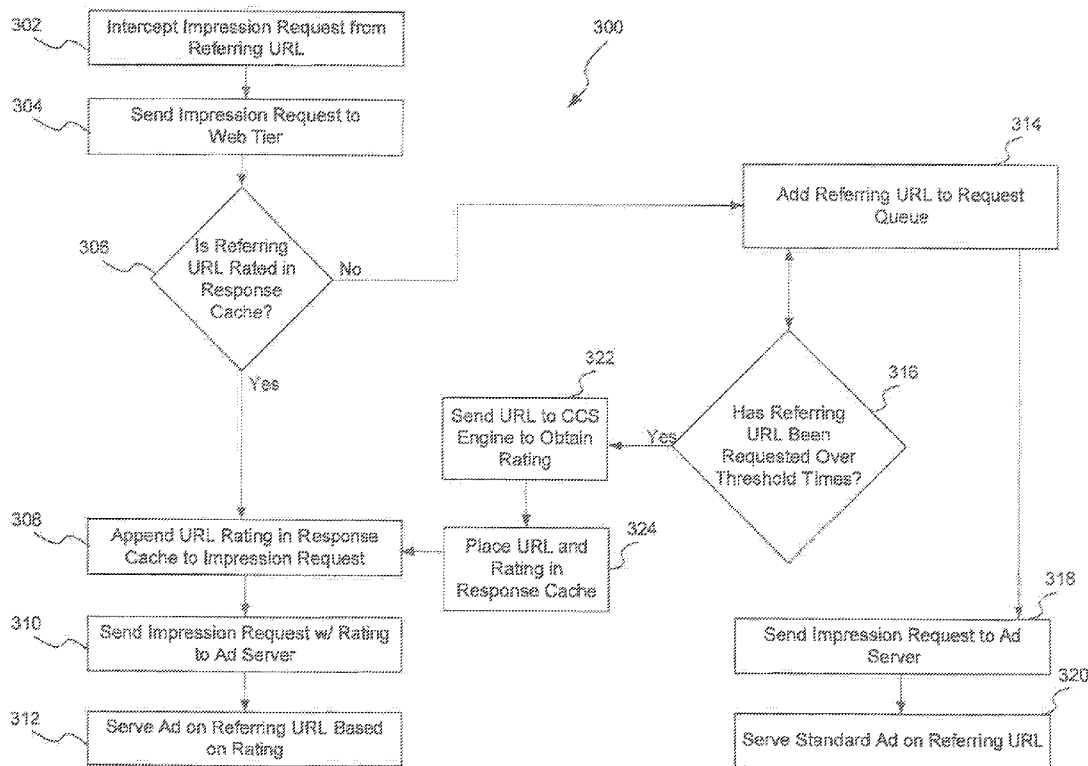 302
Intercept Impression Request from
Referring URL
300
304
Send Impression Request to
Web Tier
314
Add Referring URL to Request
Queue
306
Is Referring
URL Rated in
Response
Cache?
No
Yes
322
Send URL to CCS
Engine to Obtain
Rating
Yes
316
Has Referring
URL Been
Requested Over
Threshold Times?
308
Append URL Rating in Response
Cache to Impression Request
324
Place URL and
Rating in
Response Cache
310
Send Impression Request w/ Rating
to Ad Server
318
Send Impression Request to Ad
Server
312
Serve Ad on Referring URL Based
on Rating
320
Serve Standard Ad on Referring URL